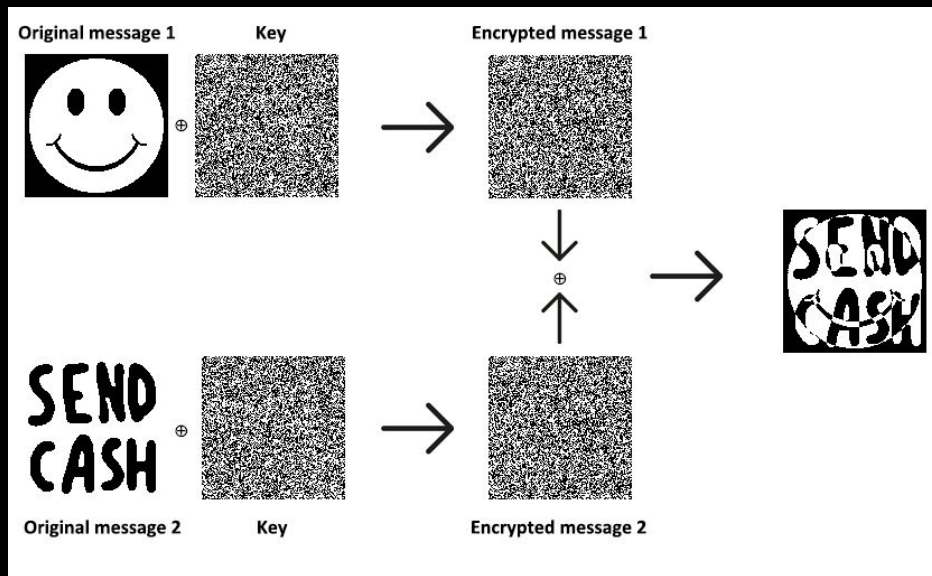 Original message 1
Key
Encrypted message 1
⊕
⊕
SEND
CASH
SEND
CASH
⊕
Original message 2
Key
Encrypted message 2